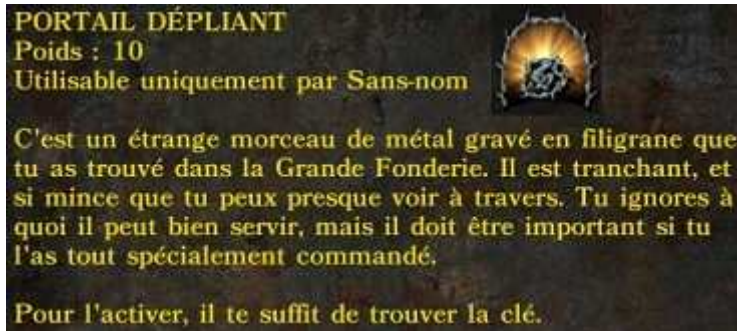 PORTAIL DÉPLIANT
Poids : 10
Utilisable uniquement par Sans-nom
C'est un étrange morceau de métal gravé en filigrane que
tu as trouvé dans la Grande Fonderie. Il est tranchant, et
si mince que tu peux presque voir à travers. Tu ignores à
quoi il peut bien servir, mais il doit être important si tu
l'as tout spécialement commandé.
Pour l'activer, il te suffit de trouver la clé.